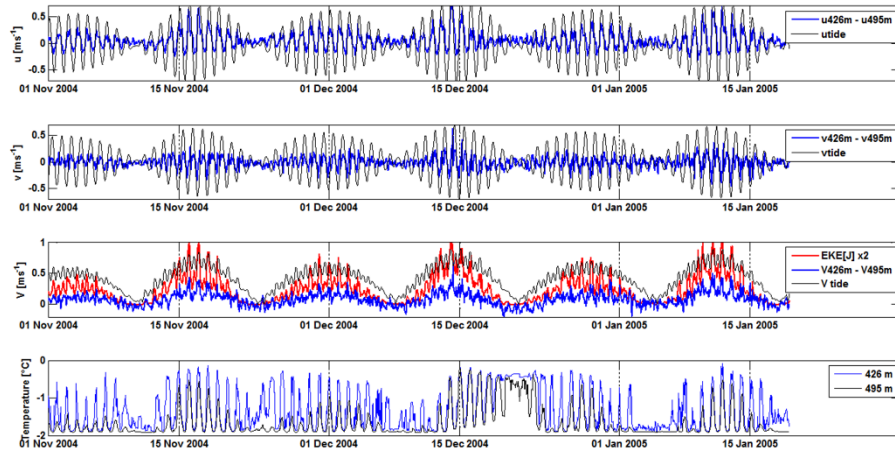 0.5
0
-0.5
u [ms⁻¹]
u426m - u495m
utide
01 Nov 2004 15 Nov 2004 01 Dec 2004 15 Dec 2004 01 Jan 2005 15 Jan 2005
0.5
0
-0.5
v [ms⁻¹]
v426m - v495m
vtide
01 Nov 2004 15 Nov 2004 01 Dec 2004 15 Dec 2004 01 Jan 2005 15 Jan 2005
1
0.5
0
V [ms⁻¹]
EKE[J] x2
V426m - V495m
V tide
01 Nov 2004 15 Nov 2004 01 Dec 2004 15 Dec 2004 01 Jan 2005 15 Jan 2005
0
-1
-2
Temperature [°C]
426 m
495 m
01 Nov 2004 15 Nov 2004 01 Dec 2004 15 Dec 2004 01 Jan 2005 15 Jan 2005